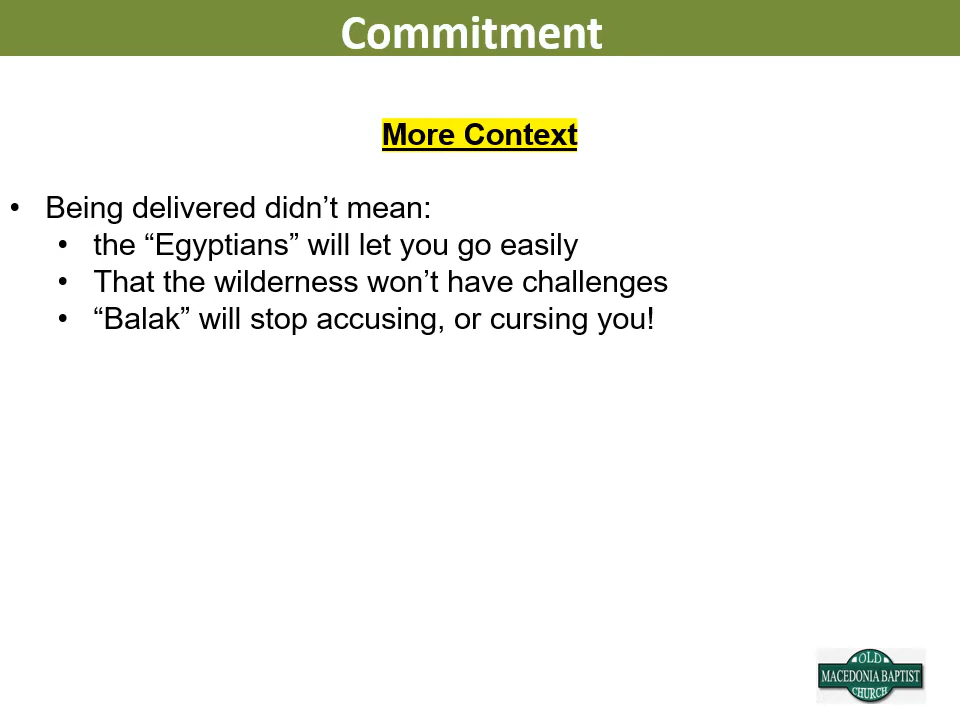 Commitment
More Context
• Being delivered didn’t mean:
• the “Egyptians” will let you go easily
• That the wilderness won’t have challenges
• “Balak” will stop accusing, or cursing you!
OLD
MACEDONIA BAPTIST
CHURCH